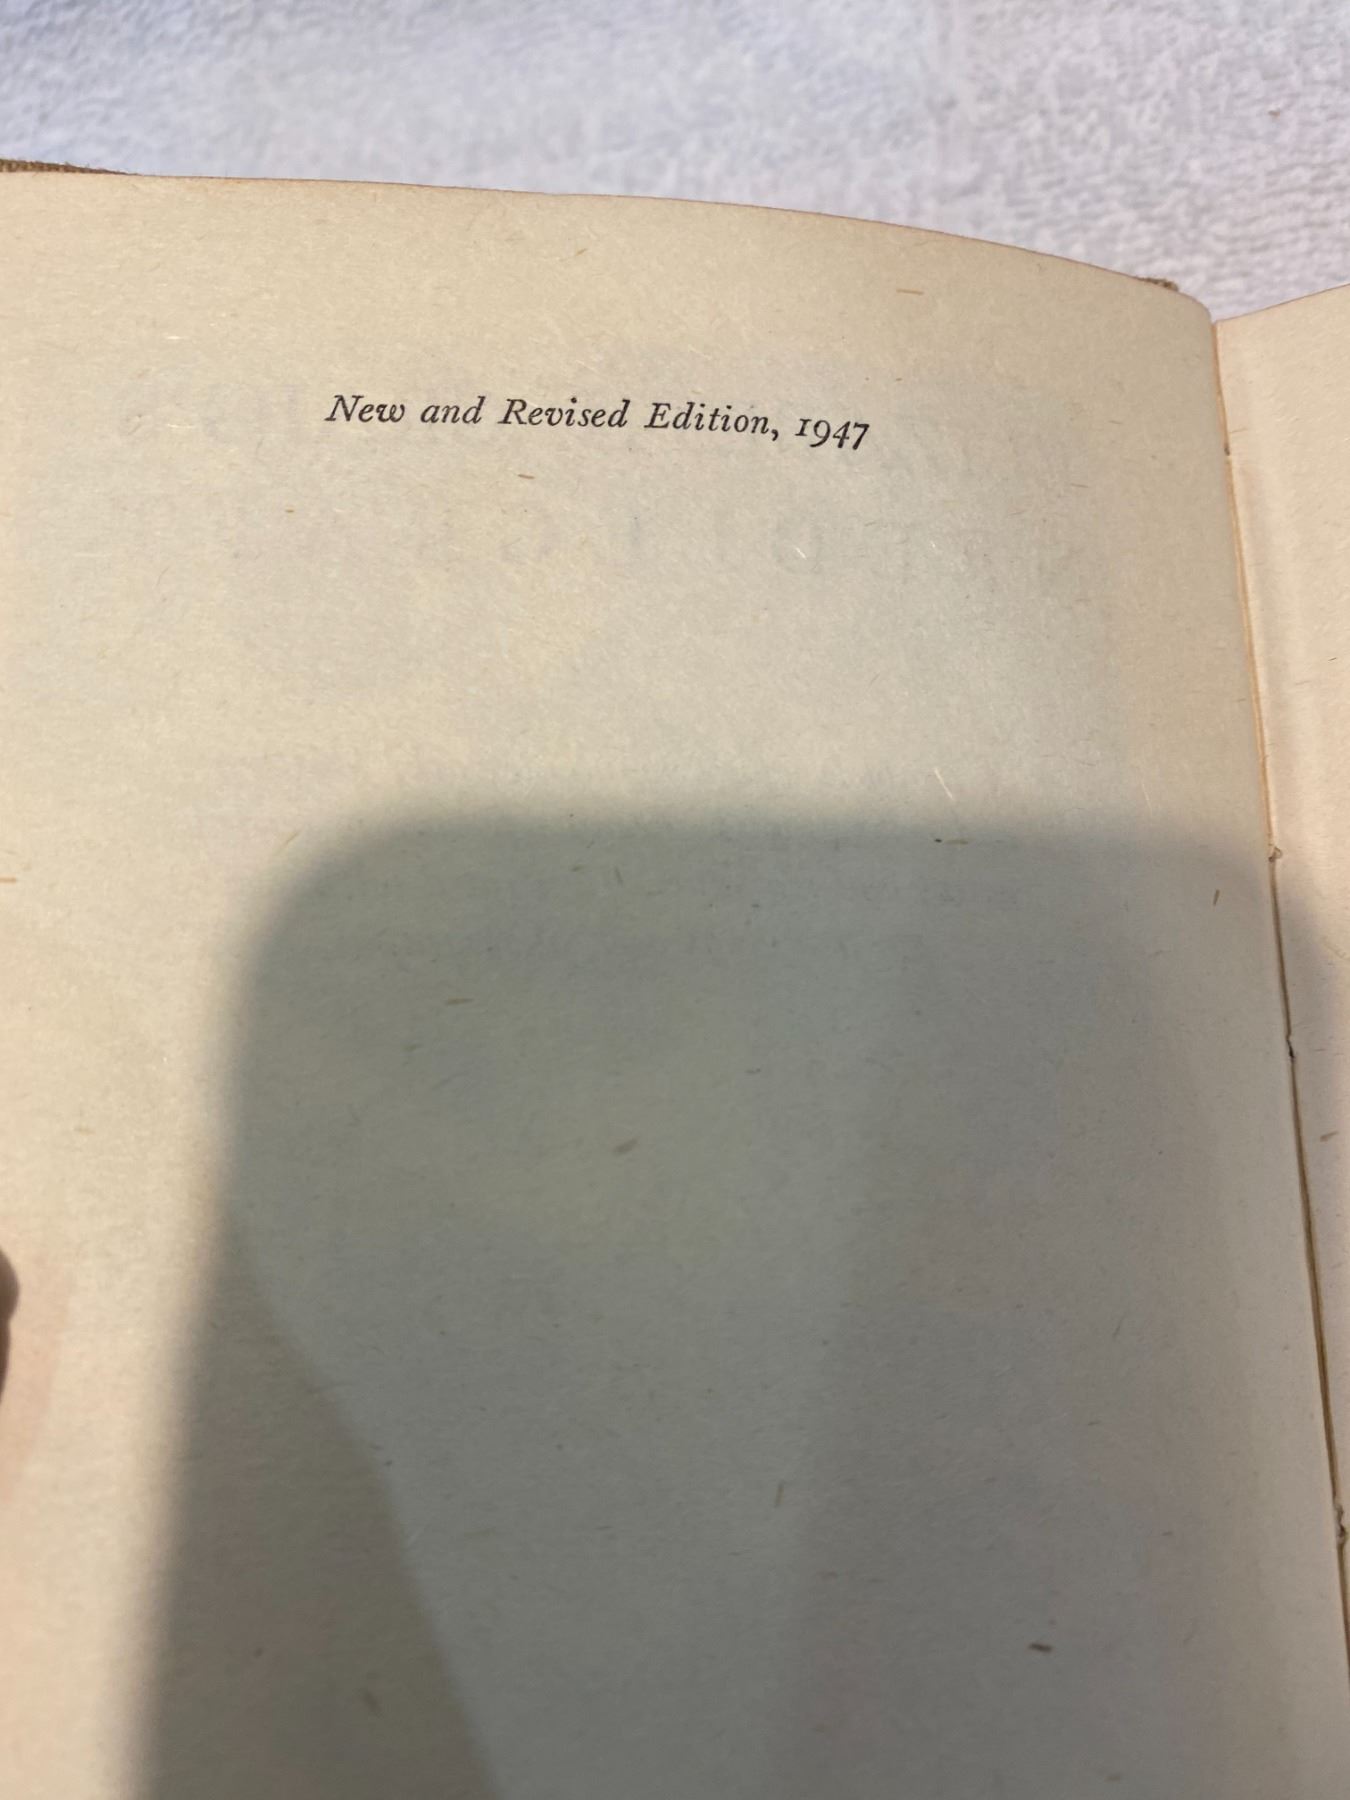 New and Revised Edition, 1947